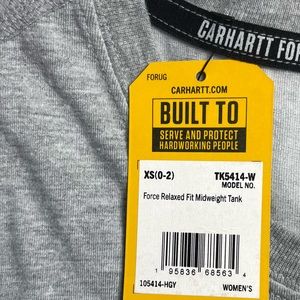 CARHARTT FOR
FORUG
CARHARTT.COM
BUILT TO
SERVE AND PROTECT
HARDWORKING PEOPLE
XS(0-2) TK5414-W
MODEL NO.
Force Relaxed Fit Midweight Tank
1 95836 68563 4
105414-HGY WOMEN'S